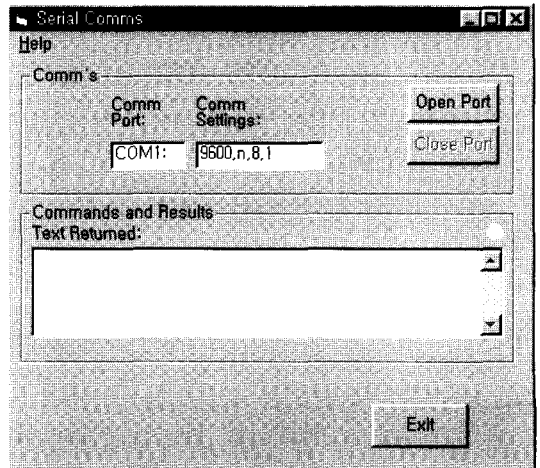 Serial Comms
Help
Comm's
Comm Port:
Comm Settings:
Open Port
COM1:
9600,n,8,1
Close Port
Commands and Results
Text Returned:
Exit